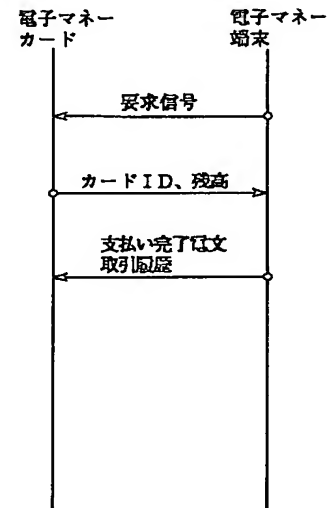 電子マネー
カード
電子マネー
端末
要求信号
カードID、残高
支払い完了電文
取引履歴